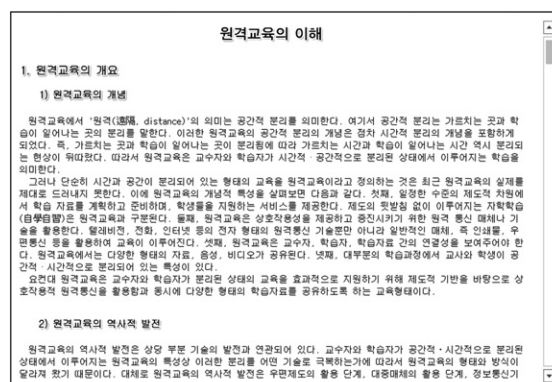 원격교육의 이해
1. 원격교육의 개요
1) 원격교육의 개념
원격교육에서 '원격(遠隔, distance)'의 의미는 공간적 분리를 의미한다. 여기서 공간적 분리는 가르치는 곳과 학
습이 일어나는 곳의 분리를 말한다. 이러한 원격교육의 공간적 분리의 개념은 점차 시간적 분리의 개념을 포함하게
되었다. 즉, 가르치는 곳과 학습이 일어나는 곳이 분리됨에 따라 가르치는 시간과 학습이 일어나는 시간 역시 분리되
는 현상이 뒤따랐다. 따라서 원격교육은 교수자와 학습자가 시간적·공간적으로 분리된 상태에서 이루어지는 학습을
의미한다.
그러나 단순히 시간과 공간이 분리되어 있는 형태의 교육을 원격교육이라고 정의하는 것은 최근 원격교육의 실제를
제대로 드러내지 못한다. 이에 원격교육의 개념적 특성을 살펴보면 다음과 같다. 첫째, 일정한 수준의 제도적 차원에
서 학습 자료를 계획하고 준비하며, 학생들을 지원하는 서비스를 제공한다. 제도의 뒷받침 없이 이루어지는 자학학습
(自學自習)은 원격교육과 구분된다. 둘째, 원격교육은 상호작용성을 제공하고 증진시키기 위한 원격 통신 매체나 기
술을 활용한다. 텔레비전, 전화, 인터넷 등의 전자 형태의 원격통신 기술뿐만 아니라 일반적인 매체, 즉 인쇄물, 우
편통신 등을 활용하여 교육이 이루어진다. 셋째, 원격교육은 교수자, 학습자, 학습자료 간의 연결성을 보여주어야 한
다. 원격교육에서는 다양한 형태의 자료, 음성, 비디오가 공유된다. 넷째, 대부분의 학습과정에서 교사와 학생이 공
간적·시간적으로 분리되어 있는 특성이 있다.
요컨대 원격교육은 교수자와 학습자가 분리된 상태의 교육을 효과적으로 지원하기 위해 제도적 기반을 바탕으로 상
호작용적 원격통신을 활용함과 동시에 다양한 형태의 학습자료를 공유하도록 하는 교육형태이다.
2) 원격교육의 역사적 발전
원격교육의 역사적 발전은 상당 부분 기술의 발전과 연관되어 있다. 교수자와 학습자가 공간적·시간적으로 분리된
상태에서 이루어지는 원격교육의 특성상 이러한 분리를 어떤 기술로 극복하는가에 따라서 원격교육의 형태와 방식이
달라져 왔기 때문이다. 대체로 원격교육의 역사적 발전은 우편제도의 활용 단계, 대중매체의 활용 단계, 정보통신기